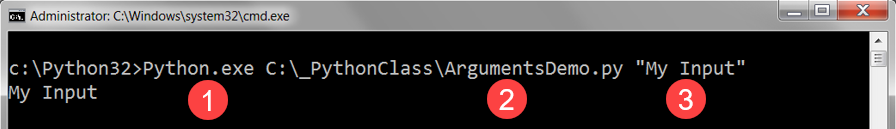 Administrator: C:\Windows\system32\cmd.exe
c:\Python32>Python.exe C:\_PythonClass\ArgumentsDemo.py "My Input"
My Input
1 2 3